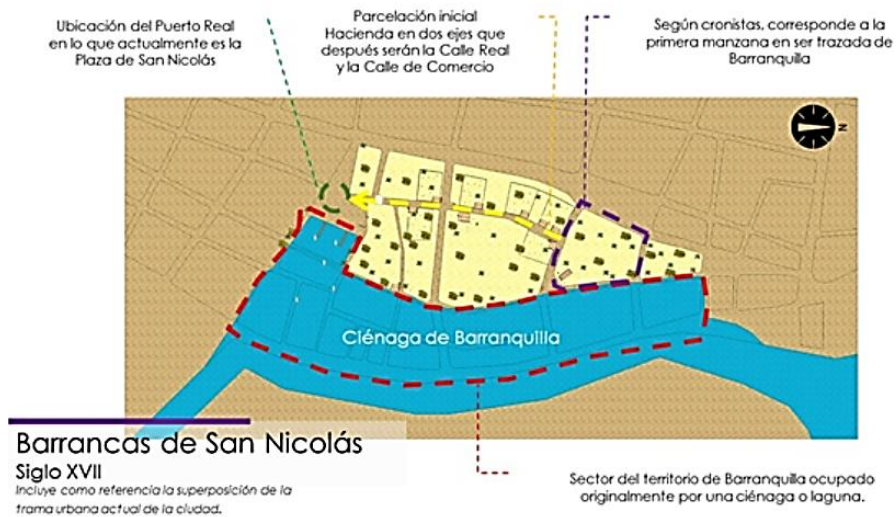 Ubicación del Puerto Real
en lo que actualmente es la
Plaza de San Nicolás
Parcelación inicial
Hacienda en dos ejes que
después serán la Calle Real
y la Calle de Comercio
Según cronistas, corresponde a la
primera manzana en ser trazada de
Barranquilla
N
Ciénaga de Barranquilla
Barrancas de San Nicolás
Siglo XVII
Incluye como referencia la superposición de la
trama urbana actual de la ciudad.
Sector del territorio de Barranquilla ocupado
originalmente por una ciénaga o laguna.